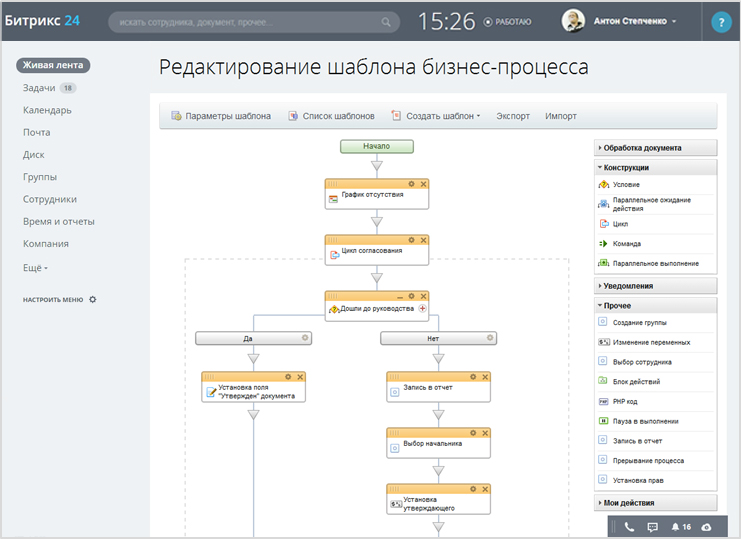 Битрикс 24
искать сотрудника, документ, прочее...
15:26
РАБОТАЮ
Антон Степченко
?
Живая лента
Задачи 18
Календарь
Почта
Диск
Группы
Сотрудники
Время и отчеты
Компания
Ещё
НАСТРОИТЬ МЕНЮ
Редактирование шаблона бизнес-процесса
Параметры шаблона
Список шаблонов
Создать шаблон
Экспорт
Импорт
Начало
График отсутствия
Цикл согласования
Дошли до руководства
Да
Нет
Установка поля
"Утвержден" документа
Запись в отчет
Выбор начальника
Установка
утверждающего
Обработка документа
Конструкции
Условие
Параллельное ожидание
действия
Цикл
Команда
Параллельное выполнение
Уведомления
Прочее
Создание группы
Изменение переменных
Выбор сотрудника
Блок действий
PHP код
Пауза в выполнении
Запись в отчет
Прерывание процесса
Установка прав
Мои действия
16